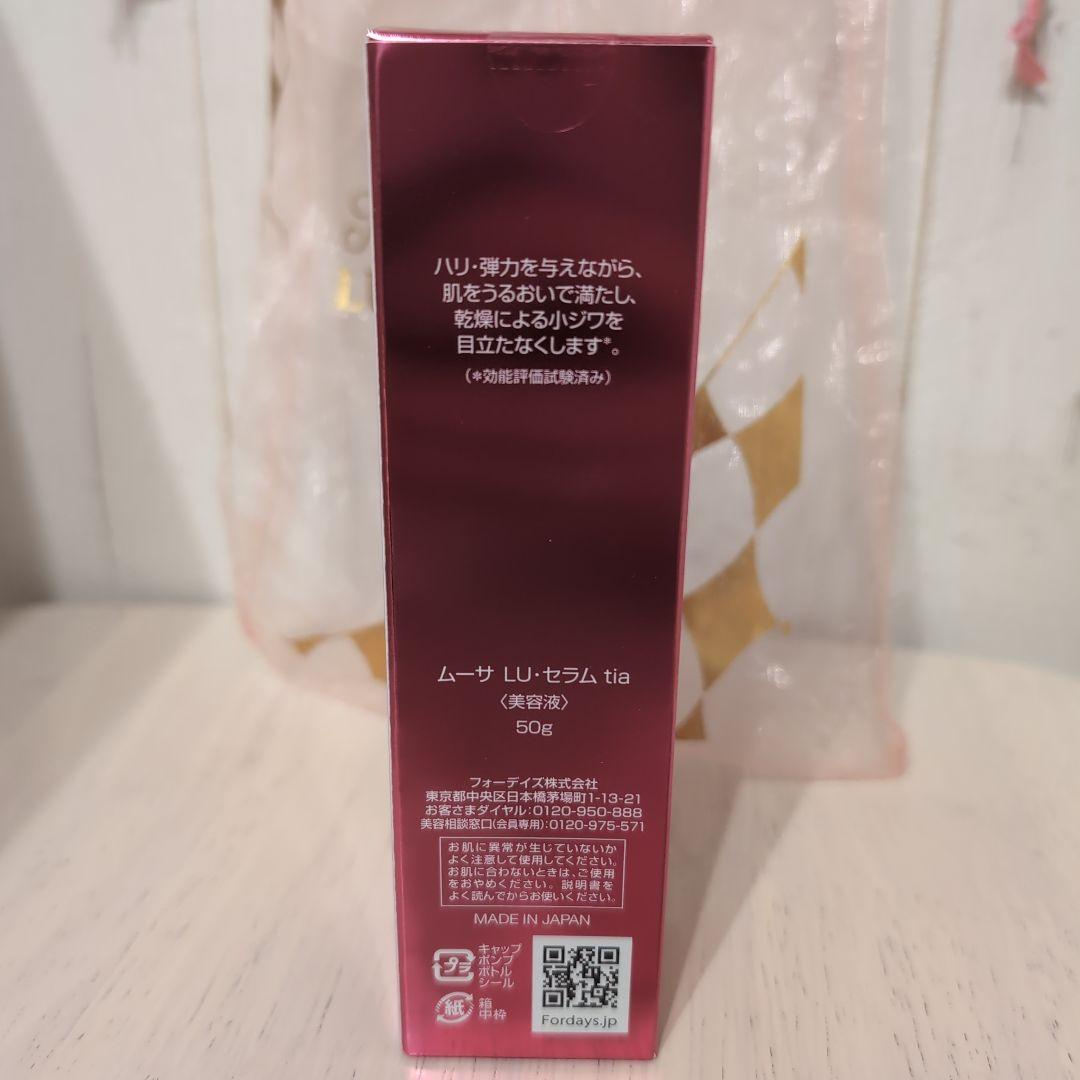 ハリ・弾力を与えながら、
肌をうるおいで満たし、
乾燥による小ジワを
目立たなくします*。
(*効能評価試験済み)
ムーサ LU・セラム tia
〈美容液〉
50g
フォーデイズ株式会社
東京都中央区日本橋茅場町1-13-21
お客さまダイヤル:0120-950-888
美容相談窓口(会員専用):0120-975-571
お肌に異常が生じていないか
よく注意して使用してください。
お肌に合わないときは、ご使用
をおやめください。説明書を
よく読んでからお使いください。
MADE IN JAPAN
プラ
キャップ
ポンプ
ボトル
シール
紙
箱
中枠
Fordays.jp